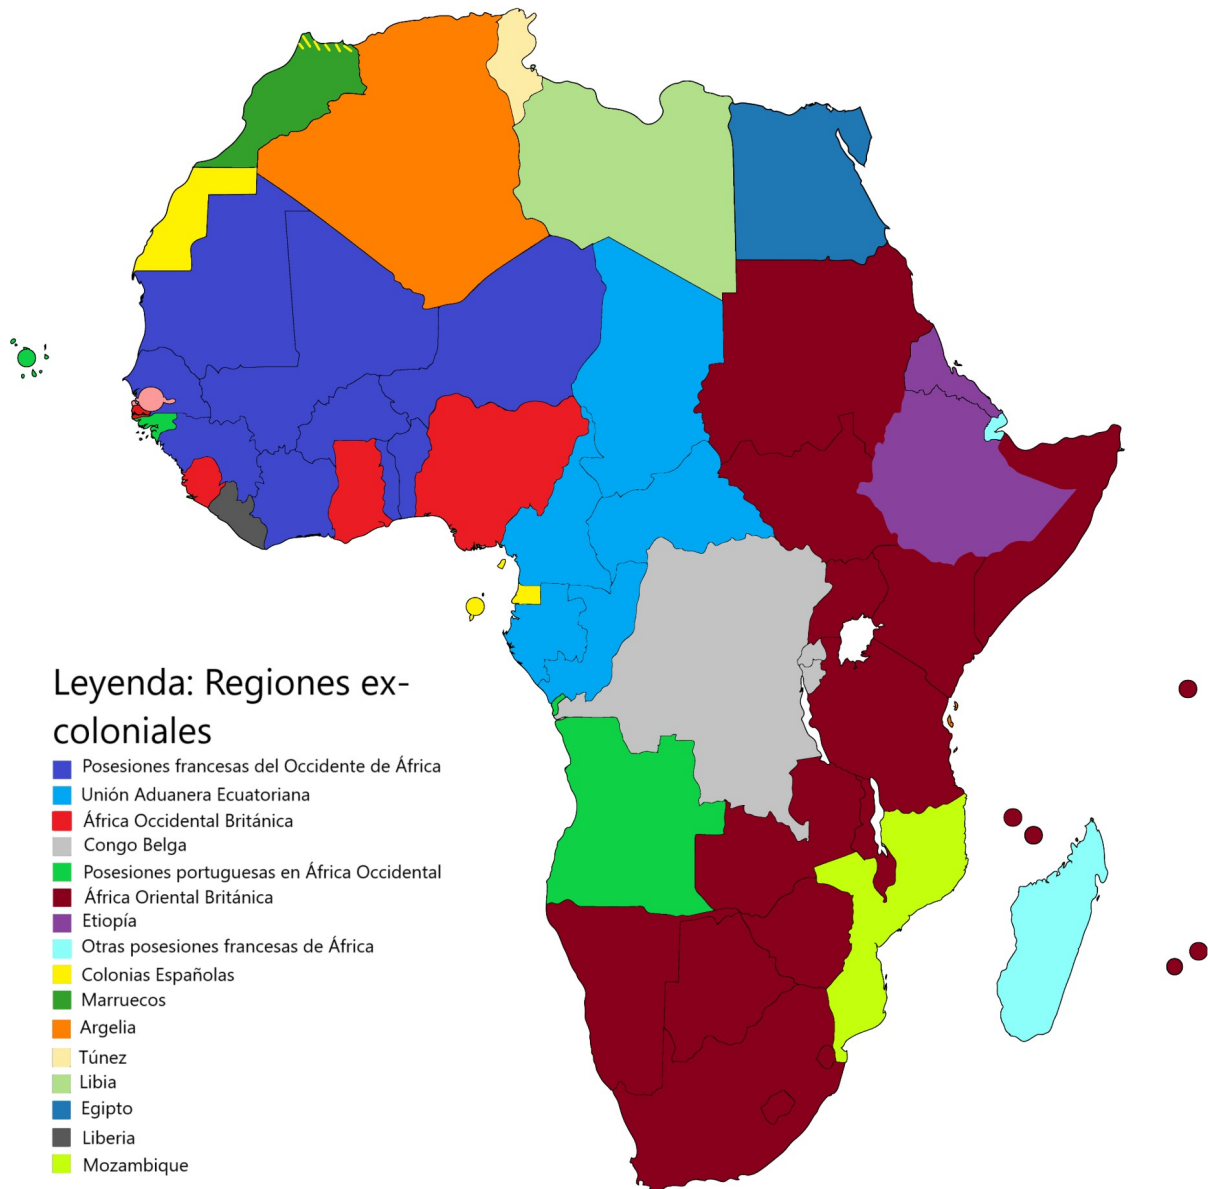 Leyenda: Regiones ex-
coloniales
Posesiones francesas del Occidente de África
Unión Aduanera Ecuatoriana
África Occidental Británica
Congo Belga
Posesiones portuguesas en África Occidental
África Oriental Británica
Etiopía
Otras posesiones francesas de África
Colonias Españolas
Marruecos
Argelia
Túnez
Libia
Egipto
Liberia
Mozambique